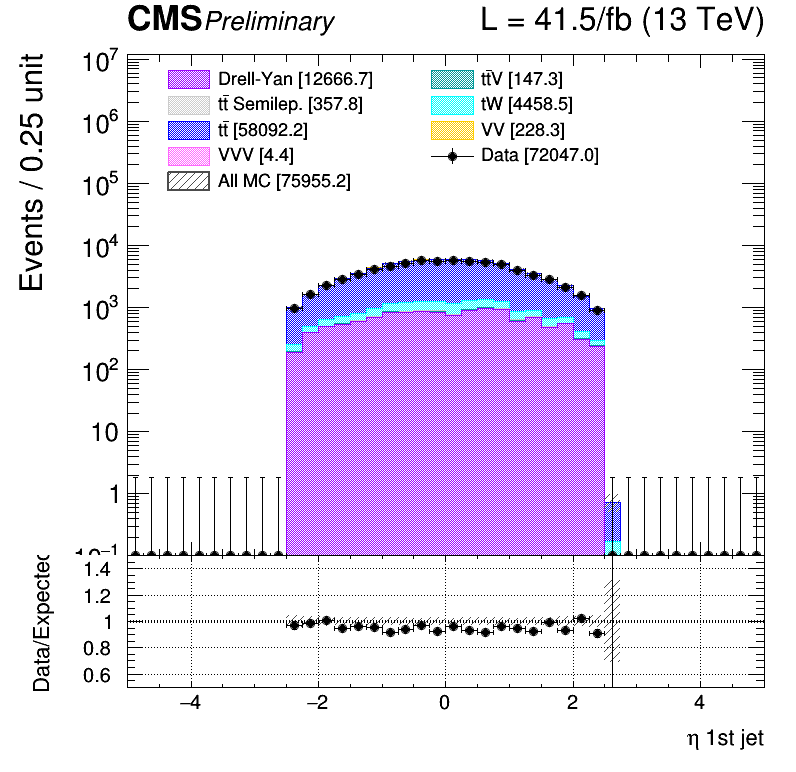 CMS Preliminary L = 41.5/fb (13 TeV)
Events / 0.25 unit
10⁷
10⁶
10⁵
10⁴
10³
10²
10
1
10⁻¹
Drell-Yan [12666.7]
tt̄ Semilep. [357.8]
tt̄ [58092.2]
VVV [4.4]
All MC [75955.2]
tt̄V [147.3]
tW [4458.5]
VV [228.3]
Data [72047.0]
Data/Expected
1.4
1.2
1
0.8
0.6
−4 −2 0 2 4
η 1st jet